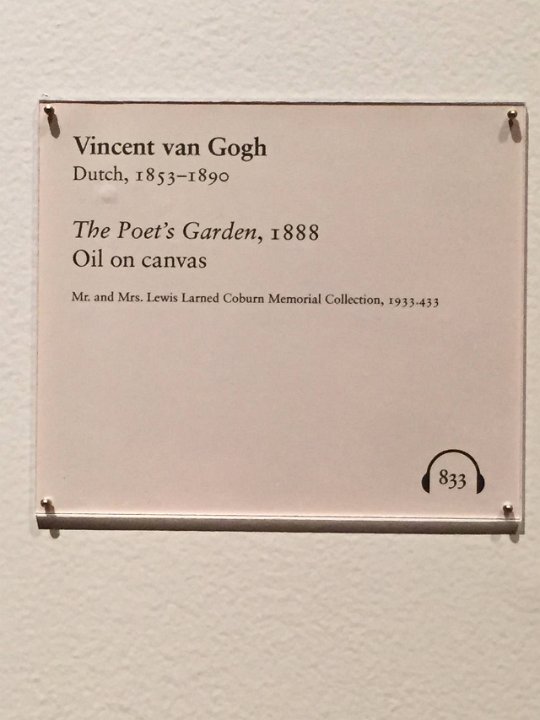 Vincent van Gogh
Dutch, 1853–1890
The Poet's Garden, 1888
Oil on canvas
Mr. and Mrs. Lewis Larned Coburn Memorial Collection, 1933.433
833